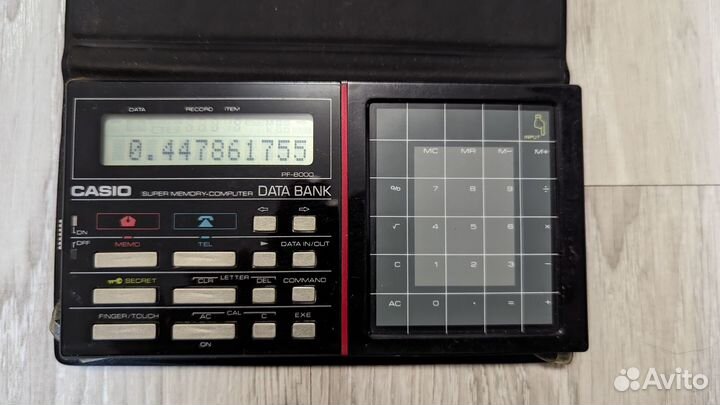 DATA RECORD ITEM
0.447861755
PF-8000
CASIO SUPER MEMORY-COMPUTER DATA BANK
ON
OFF
MEMO TEL DATA IN/OUT
SECRET CLR LETTER DEL COMMAND
FINGER/TOUCH AC CAL C EXE
ON
INPUT
MC MR M- M+
% 7 8 9 ÷
√ 4 5 6 ×
C 1 2 3 -
AC 0 · = +
Avito